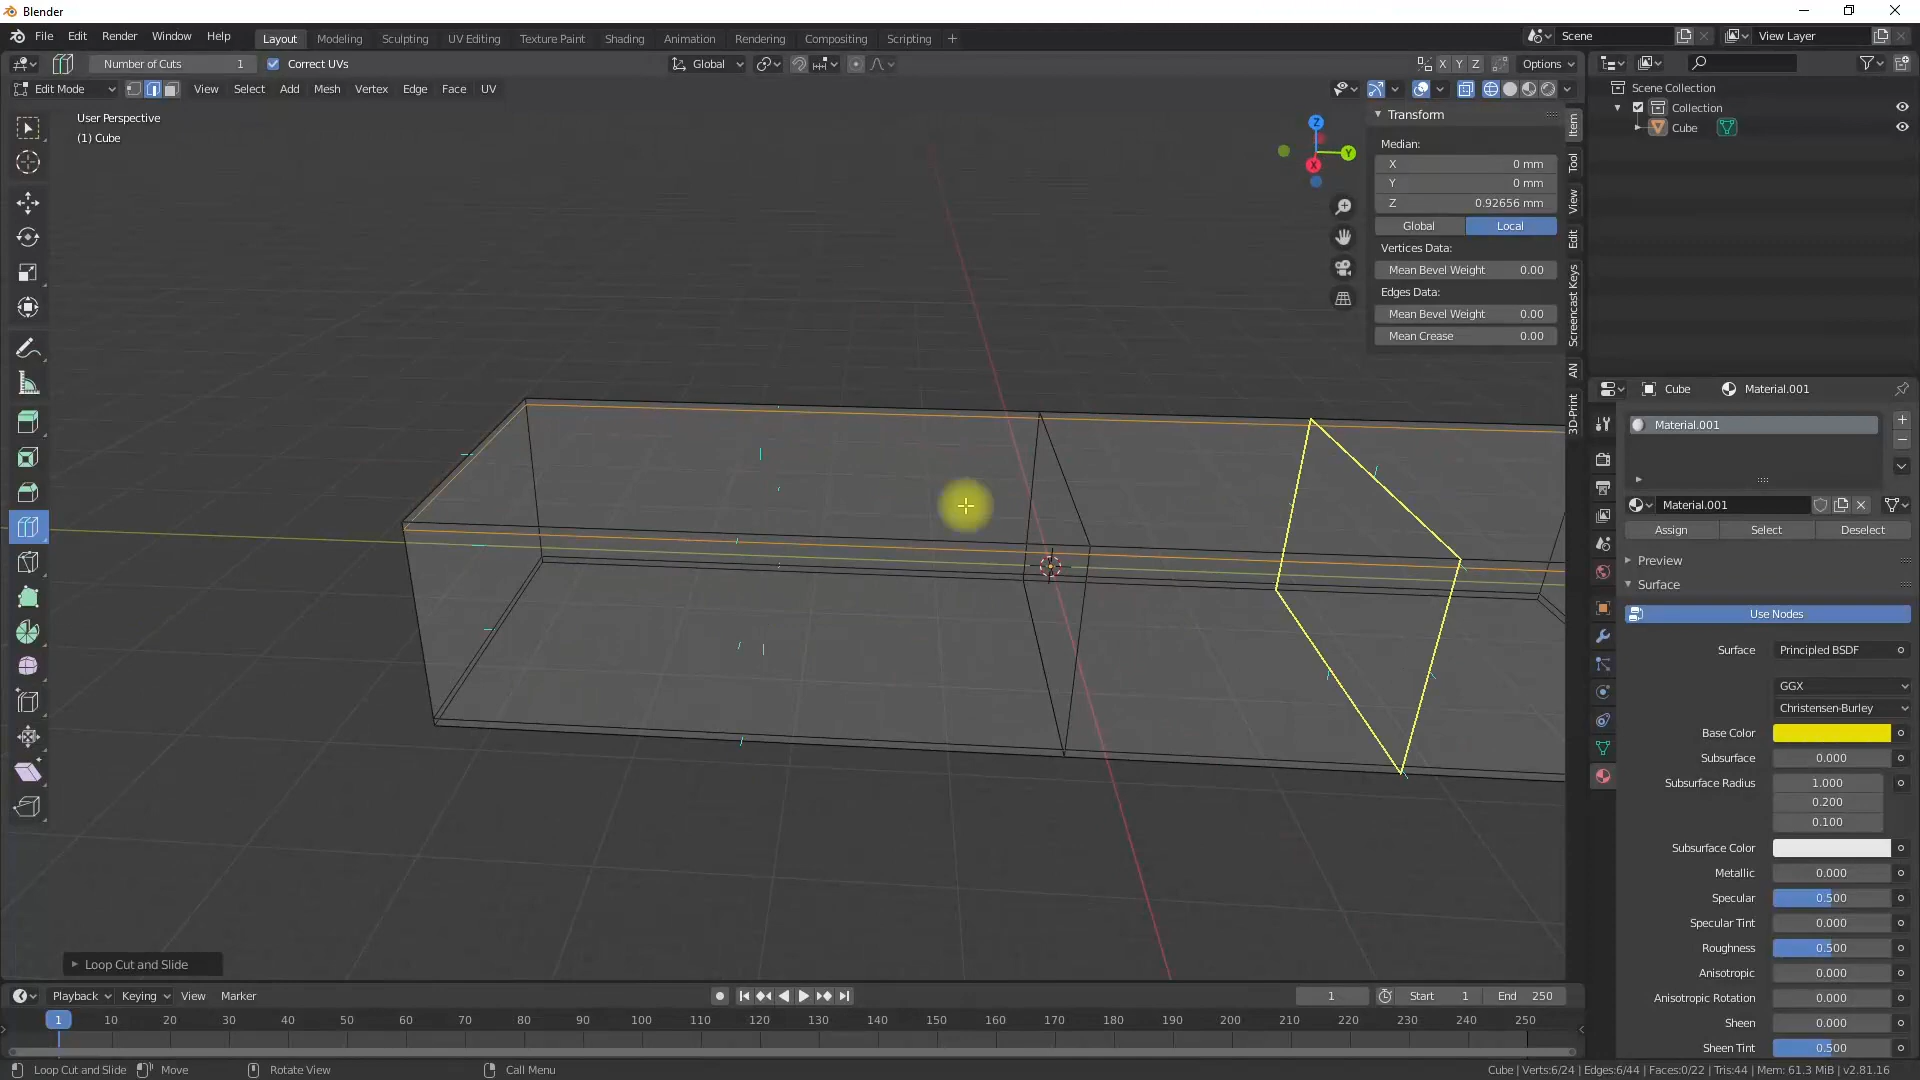 Blender
File Edit Render Window Help
Layout Modeling Sculpting UV Editing Texture Paint Shading Animation Rendering Compositing Scripting +
Scene
View Layer
Number of Cuts 1 Correct UVs
Global
X Y Z
Options
Edit Mode
View Select Add Mesh Vertex Edge Face UV
User Perspective
(1) Cube
Z
Y
X
Transform
Median:
X 0 mm
Y 0 mm
Z 0.92656 mm
Global Local
Vertices Data:
Mean Bevel Weight 0.00
Edges Data:
Mean Bevel Weight 0.00
Mean Crease 0.00
Item
Tool
View
Edit
Screencast Keys
AN
3D-Print
Scene Collection
Collection
Cube
Cube Material.001
Material.001
Material.001
Assign Select Deselect
Preview
Surface
Use Nodes
Surface Principled BSDF
GGX
Christensen-Burley
Base Color
Subsurface 0.000
Subsurface Radius 1.000
0.200
0.100
Subsurface Color
Metallic 0.000
Specular 0.500
Specular Tint 0.000
Roughness 0.500
Anisotropic 0.000
Anisotropic Rotation 0.000
Sheen 0.000
Sheen Tint 0.500
Loop Cut and Slide
Playback Keying View Marker
1 Start 1 End 250
1 10 20 30 40 50 60 70 80 90 100 110 120 130 140 150 160 170 180 190 200 210 220 230 240 250
Loop Cut and Slide Move Rotate View Call Menu
Cube | Verts:6/24 | Edges:6/44 | Faces:0/22 | Tris:44 | Mem: 61.3 MiB | v2.81.16